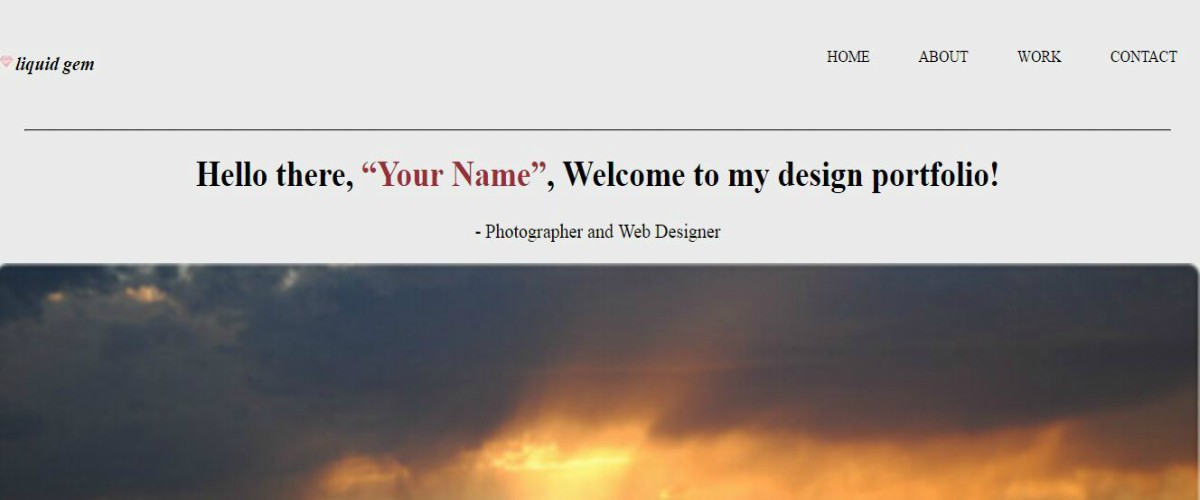 liquid gem
HOME ABOUT WORK CONTACT
Hello there, “Your Name”, Welcome to my design portfolio!
- Photographer and Web Designer